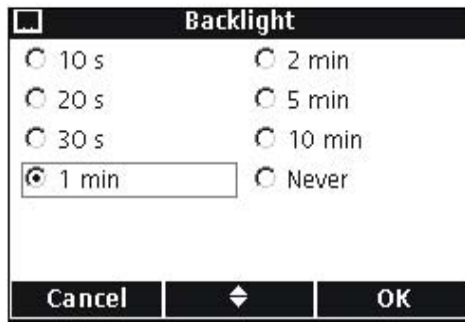 Backlight
10 s
20 s
30 s
1 min
2 min
5 min
10 min
Never
Cancel
OK